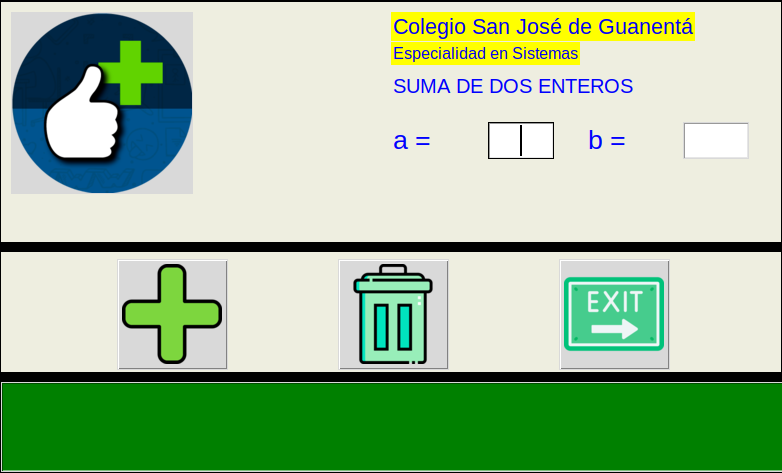 Colegio San José de Guanentá
Especialidad en Sistemas
SUMA DE DOS ENTEROS
a = b =
EXIT